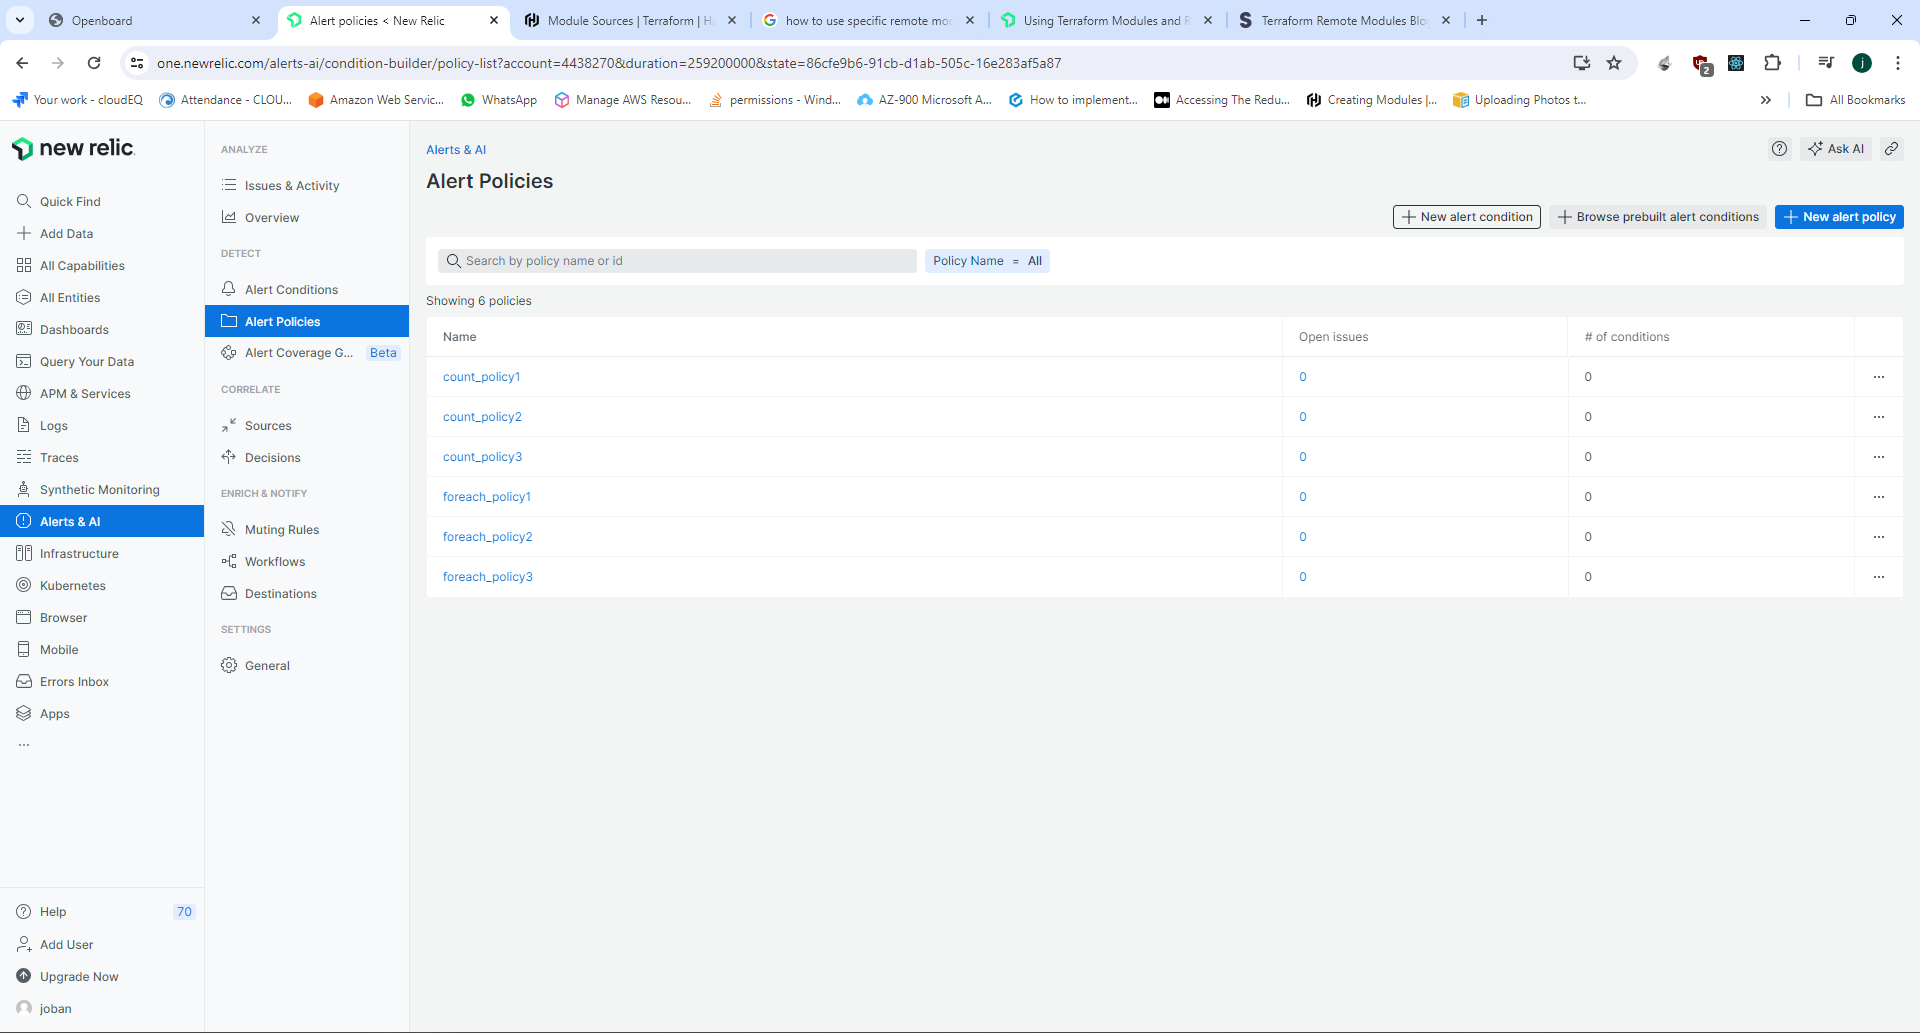 Openboard
Alert policies < New Relic
Module Sources | Terraform | Ha
how to use specific remote mod
Using Terraform Modules and R
Terraform Remote Modules Blo
one.newrelic.com/alerts-ai/condition-builder/policy-list?account=4438270&duration=259200000&state=86cfe9b6-91cb-d1ab-505c-16e283af5a87
2
j
Your work - cloudEQ
Attendance - CLOU...
Amazon Web Servic...
WhatsApp
Manage AWS Resou...
permissions - Wind...
AZ-900 Microsoft A...
How to implement...
Accessing The Redu...
Creating Modules |...
Uploading Photos t...
All Bookmarks
new relic
Quick Find
Add Data
All Capabilities
All Entities
Dashboards
Query Your Data
APM & Services
Logs
Traces
Synthetic Monitoring
Alerts & AI
Infrastructure
Kubernetes
Browser
Mobile
Errors Inbox
Apps
...
Help 70
Add User
Upgrade Now
joban
ANALYZE
Issues & Activity
Overview
DETECT
Alert Conditions
Alert Policies
Alert Coverage G... Beta
CORRELATE
Sources
Decisions
ENRICH & NOTIFY
Muting Rules
Workflows
Destinations
SETTINGS
General
Alerts & AI
Ask AI
Alert Policies
New alert condition
Browse prebuilt alert conditions
New alert policy
Search by policy name or id
Policy Name = All
Showing 6 policies
Name Open issues # of conditions
count_policy1 0 0 ...
count_policy2 0 0 ...
count_policy3 0 0 ...
foreach_policy1 0 0 ...
foreach_policy2 0 0 ...
foreach_policy3 0 0 ...